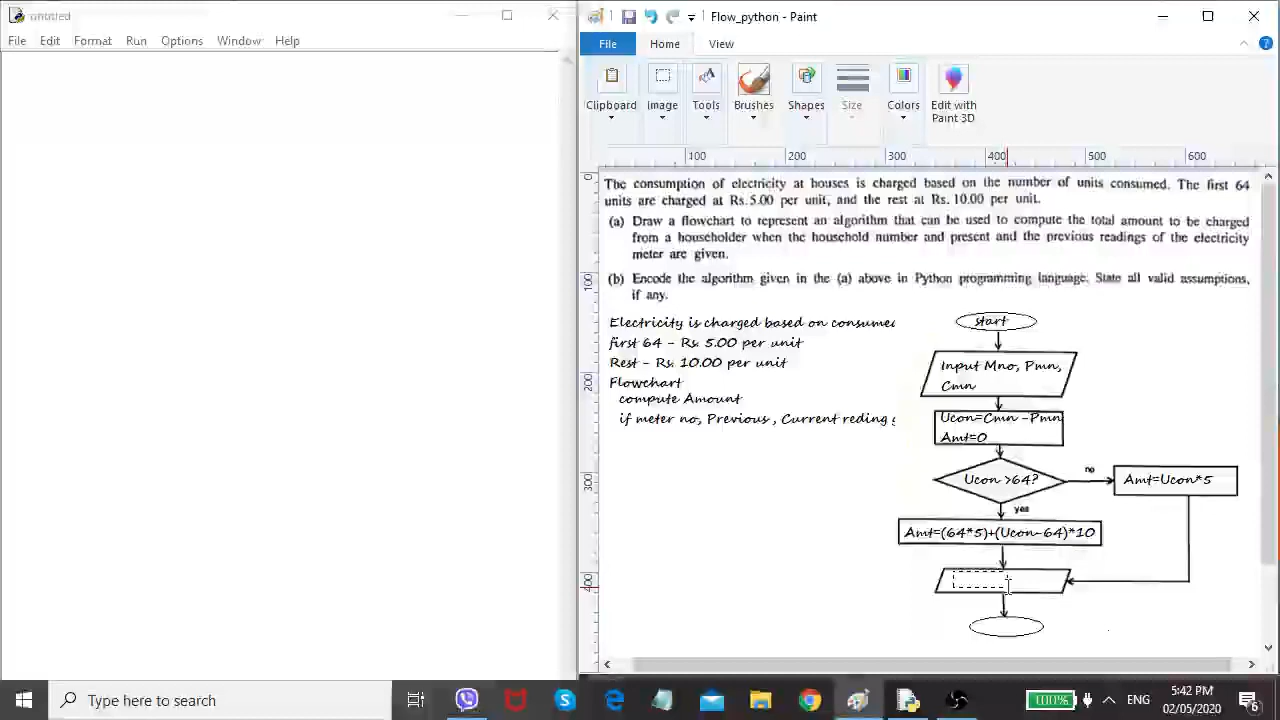 untitled
File Edit Format Run Options Window Help
Flow_python - Paint
File Home View
Clipboard Image Tools Brushes Shapes Size Colors Edit with
Paint 3D
100 200 300 400 500 600
0
100
200
300
400
The consumption of electricity at houses is charged based on the number of units consumed. The first 64
units are charged at Rs. 5.00 per unit, and the rest at Rs. 10.00 per unit.
(a) Draw a flowchart to represent an algorithm that can be used to compute the total amount to be charged
from a householder when the household number and present and the previous readings of the electricity
meter are given.
(b) Encode the algorithm given in the (a) above in Python programming language. State all valid assumptions,
if any.
Electricity is charged based on consumed
first 64 - Rs. 5.00 per unit
Rest - Rs. 10.00 per unit
Flowchart
compute Amount
if meter no, Previous , Current reding g
start
Input Mno, Pmn,
Cmn
Ucon=Cmn -Pmn
Amt=0
Ucon >64?
no
Amt=Ucon*5
yes
Amt=(64*5)+(Ucon-64)*10
Type here to search
100%
ENG
5:42 PM
02/05/2020
6